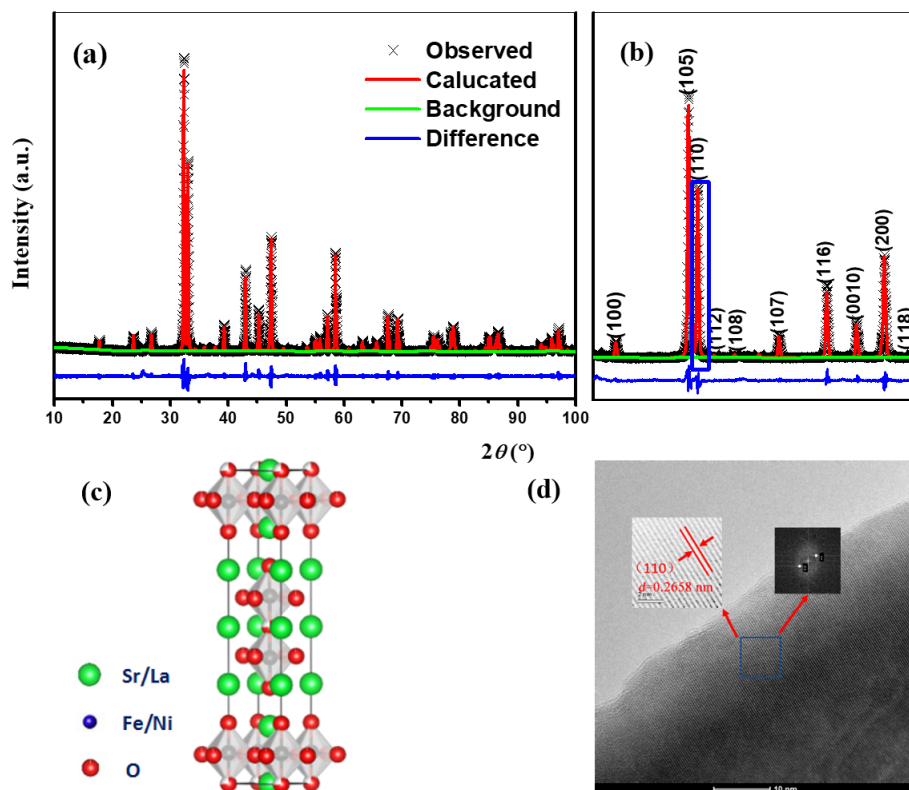 (a)
Observed
Calucated
Background
Difference
Intensity (a.u.)
10 20 30 40 50 60 70 80 90 100
2θ (°)
(b)
(100)
(105)
(110)
(112)
(108)
(107)
(116)
(0010)
(200)
(118)
(c)
Sr/La
Fe/Ni
O
(d)
(110)
d=0.2658 nm
10 nm